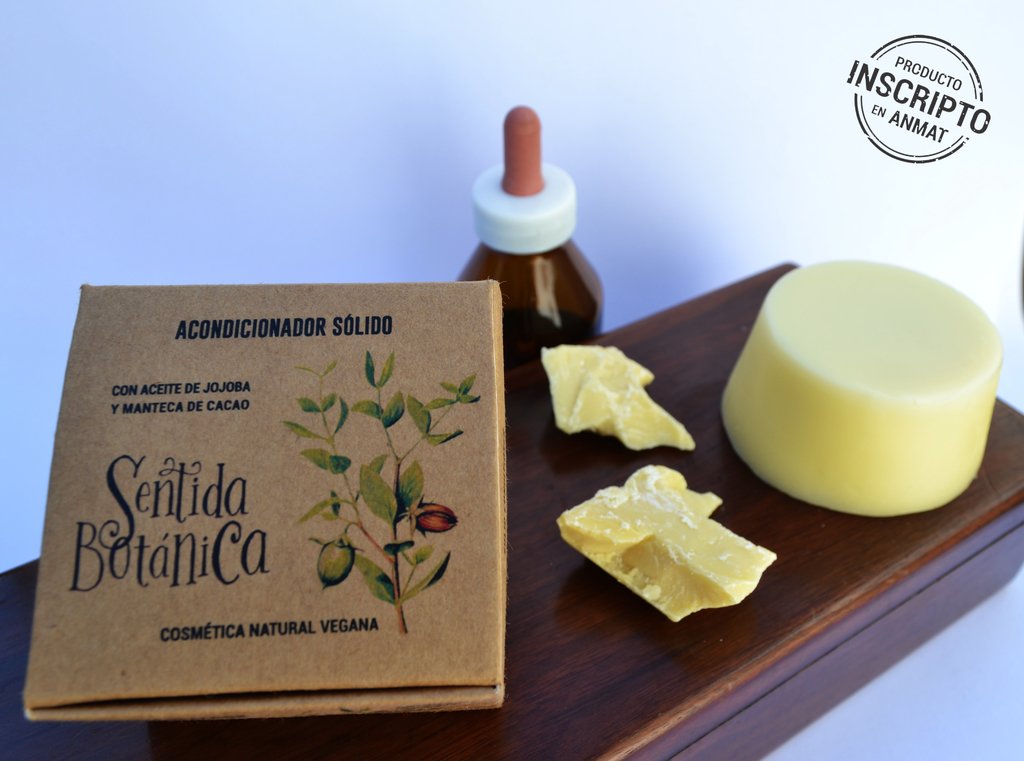 PRODUCTO
INSCRIPTO
EN ANMAT
ACONDICIONADOR SÓLIDO
CON ACEITE DE JOJOBA
Y MANTECA DE CACAO
Sentida
Botánica
COSMÉTICA NATURAL VEGANA